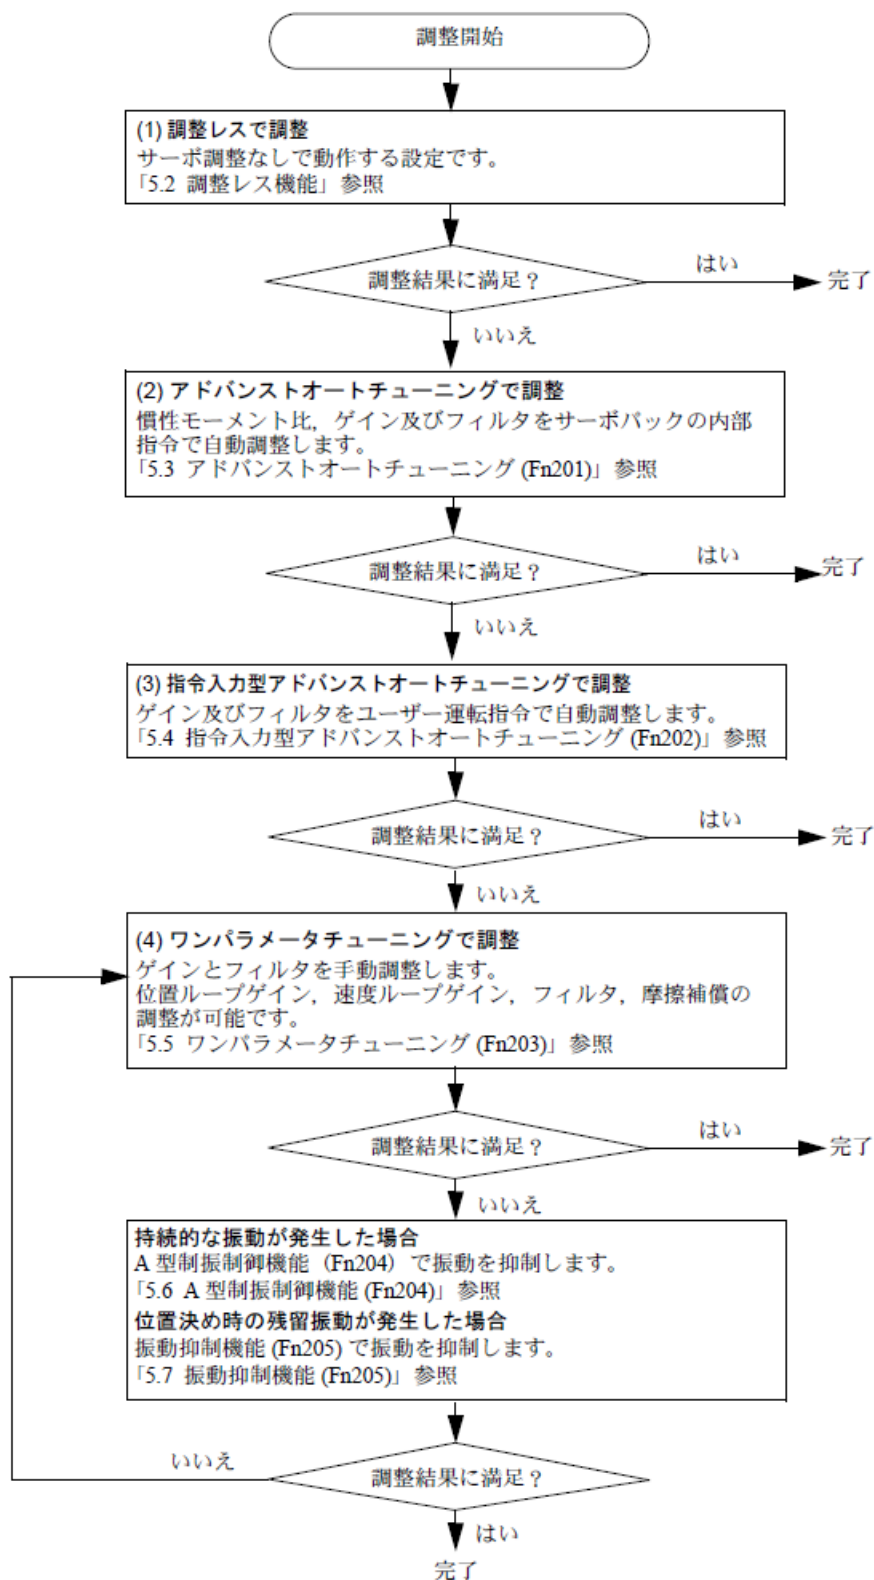 調整開始
(1) 調整レスで調整
サーボ調整なしで動作する設定です。
「5.2 調整レス機能」参照
調整結果に満足？
はい
完了
いいえ
(2) アドバンストオートチューニングで調整
慣性モーメント比，ゲイン及びフィルタをサーボパックの内部
指令で自動調整します。
「5.3 アドバンストオートチューニング (Fn201)」参照
調整結果に満足？
はい
完了
いいえ
(3) 指令入力型アドバンストオートチューニングで調整
ゲイン及びフィルタをユーザー運転指令で自動調整します。
「5.4 指令入力型アドバンストオートチューニング (Fn202)」参照
調整結果に満足？
はい
完了
いいえ
(4) ワンパラメータチューニングで調整
ゲインとフィルタを手動調整します。
位置ループゲイン，速度ループゲイン，フィルタ，摩擦補償の
調整が可能です。
「5.5 ワンパラメータチューニング (Fn203)」参照
調整結果に満足？
はい
完了
いいえ
持続的な振動が発生した場合
A 型制振制御機能（Fn204）で振動を抑制します。
「5.6 A 型制振制御機能 (Fn204)」参照
位置決め時の残留振動が発生した場合
振動抑制機能 (Fn205) で振動を抑制します。
「5.7 振動抑制機能 (Fn205)」参照
いいえ
調整結果に満足？
はい
完了